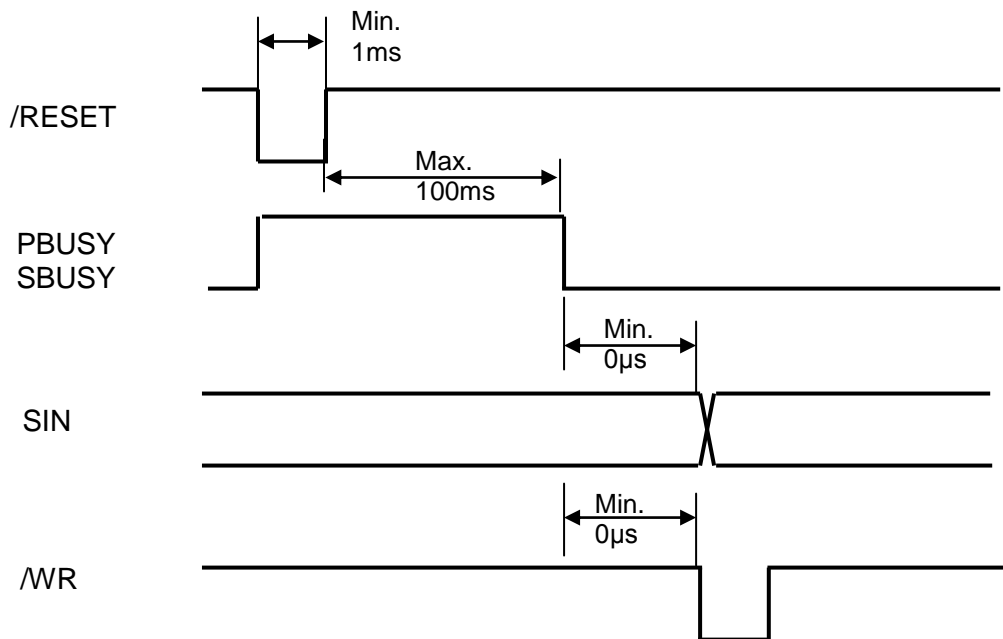 Min.
1ms
/RESET
Max.
100ms
PBUSY
SBUSY
Min.
0µs
SIN
Min.
0µs
/WR